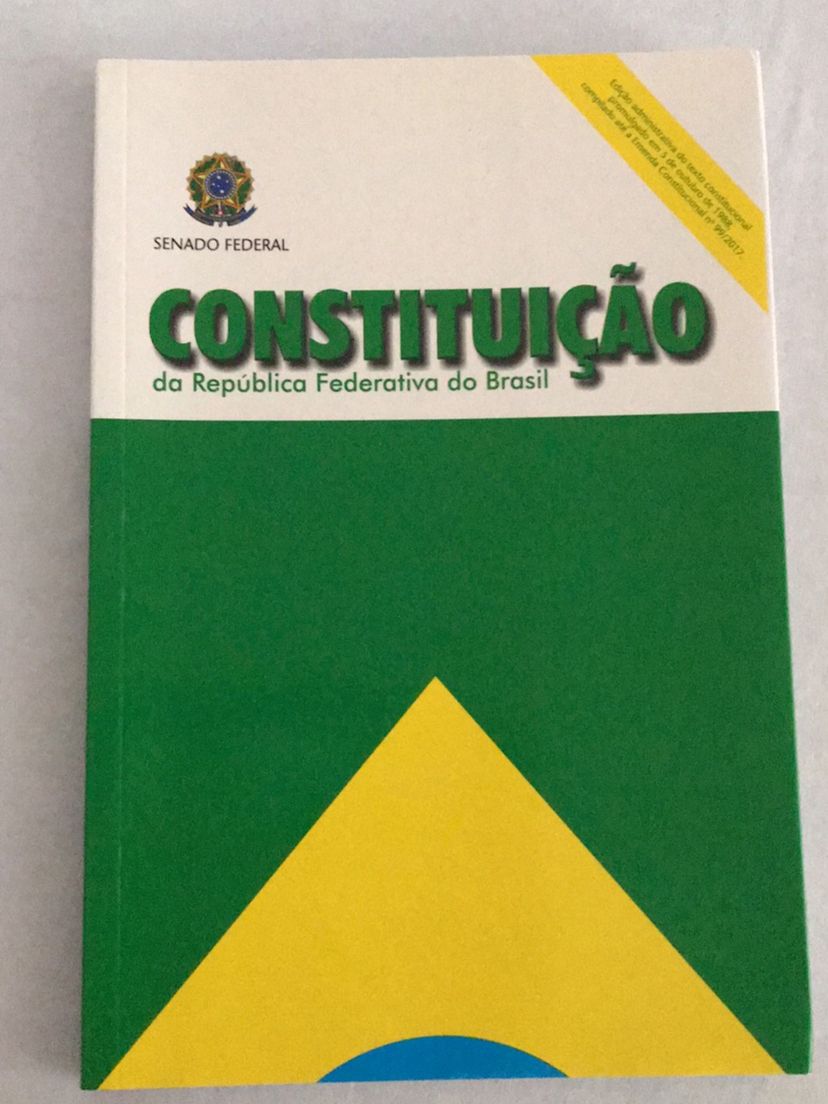 Edição administrativa do texto constitucional
promulgado em 5 de outubro de 1988,
compilado até a Emenda Constitucional nº 99/2017.
SENADO FEDERAL
CONSTITUIÇÃO
da República Federativa do Brasil